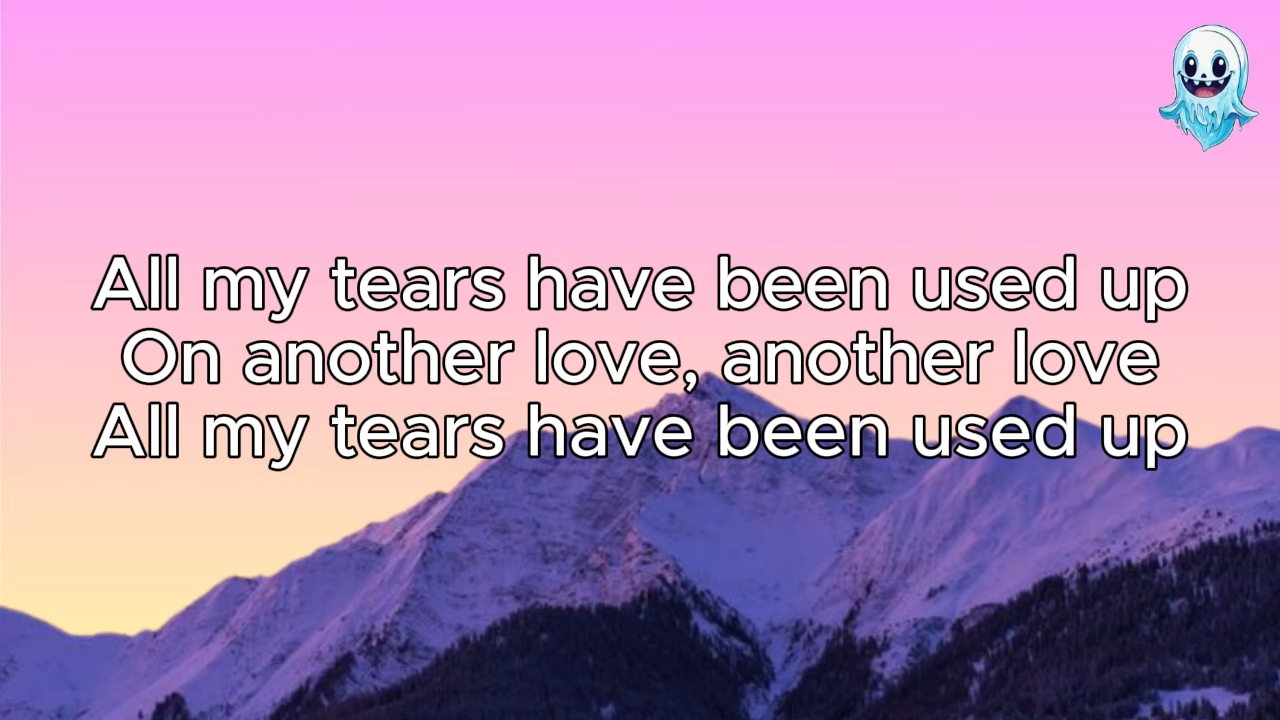 All my tears have been used up
On another love, another love
All my tears have been used up